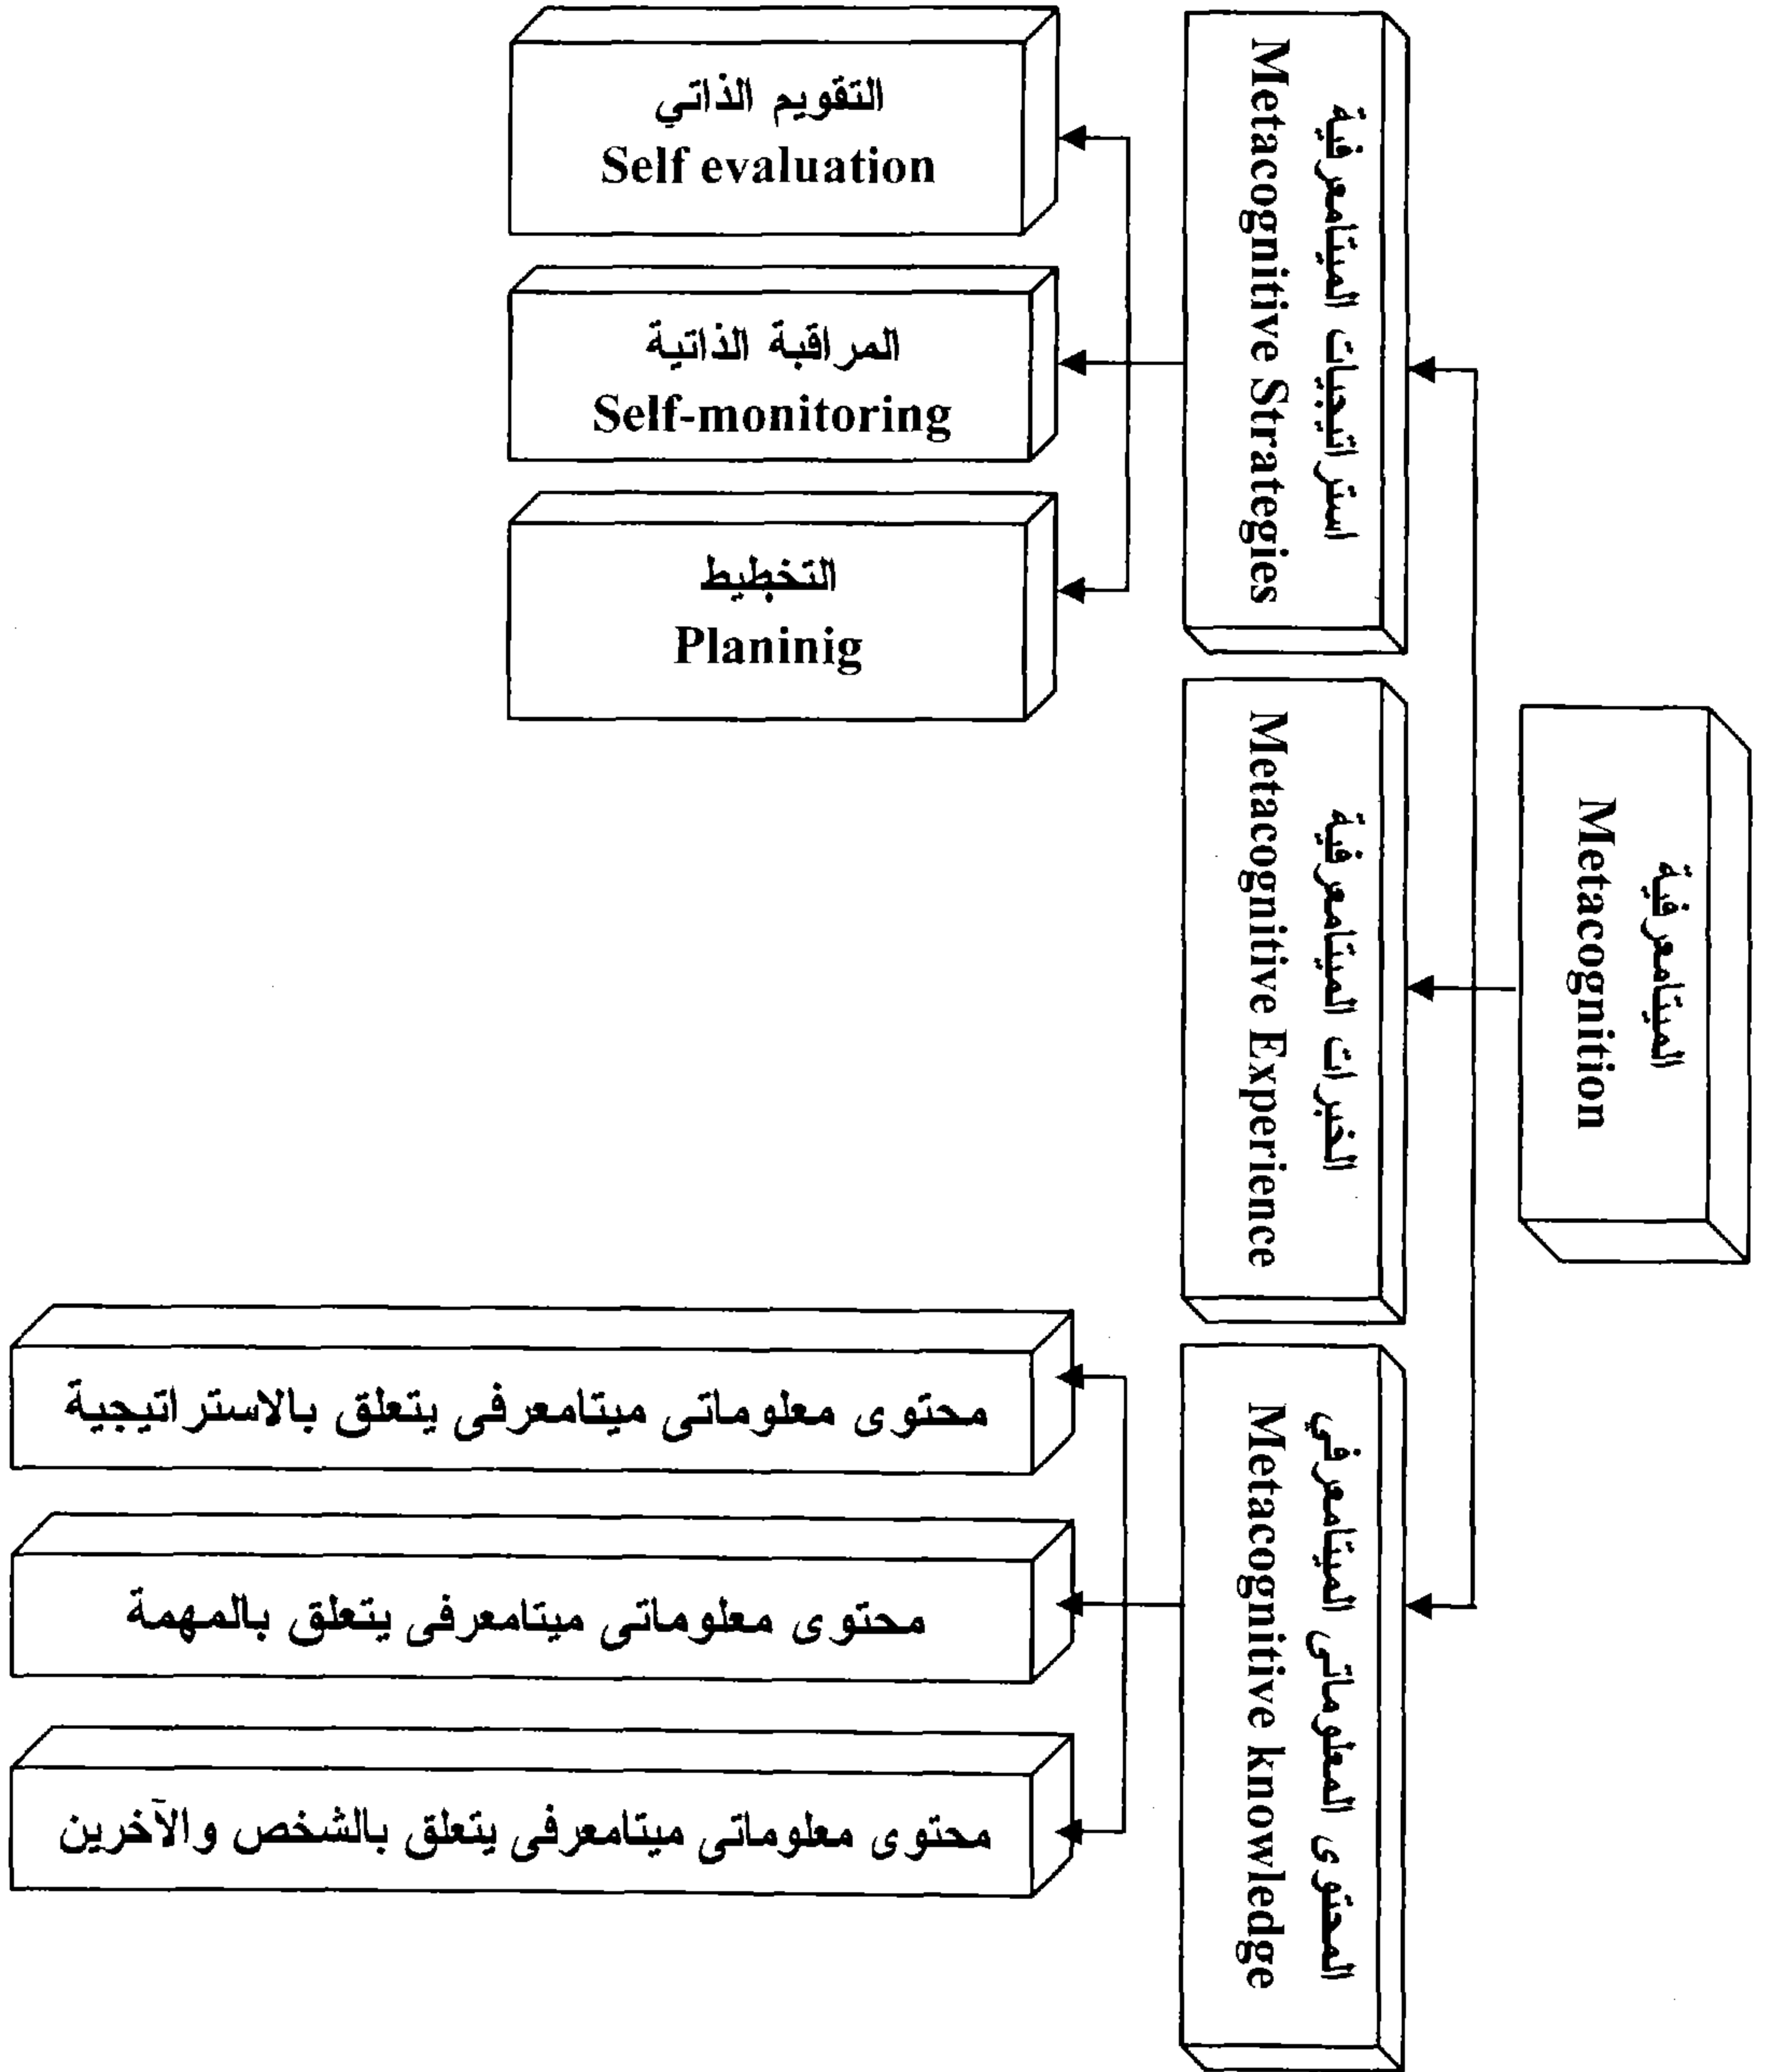 الميتامعرفية
Metacognition
استراتيجيات الميتامعرفية
Metacognitive Strategies
الخبرات الميتامعرفية
Metacognitive Experience
المحتوى المعلوماتى الميتامعرفي
Metacognitive knowledge
التقويم الذاتي
Self evaluation
المراقبة الذاتية
Self-monitoring
التخطيط
Planinig
محتوى معلوماتى ميتامعرفى يتعلق بالاستراتيجية
محتوى معلوماتى ميتامعرفى يتعلق بالمهمة
محتوى معلوماتى ميتامعرفى يتعلق بالشخص والآخرين